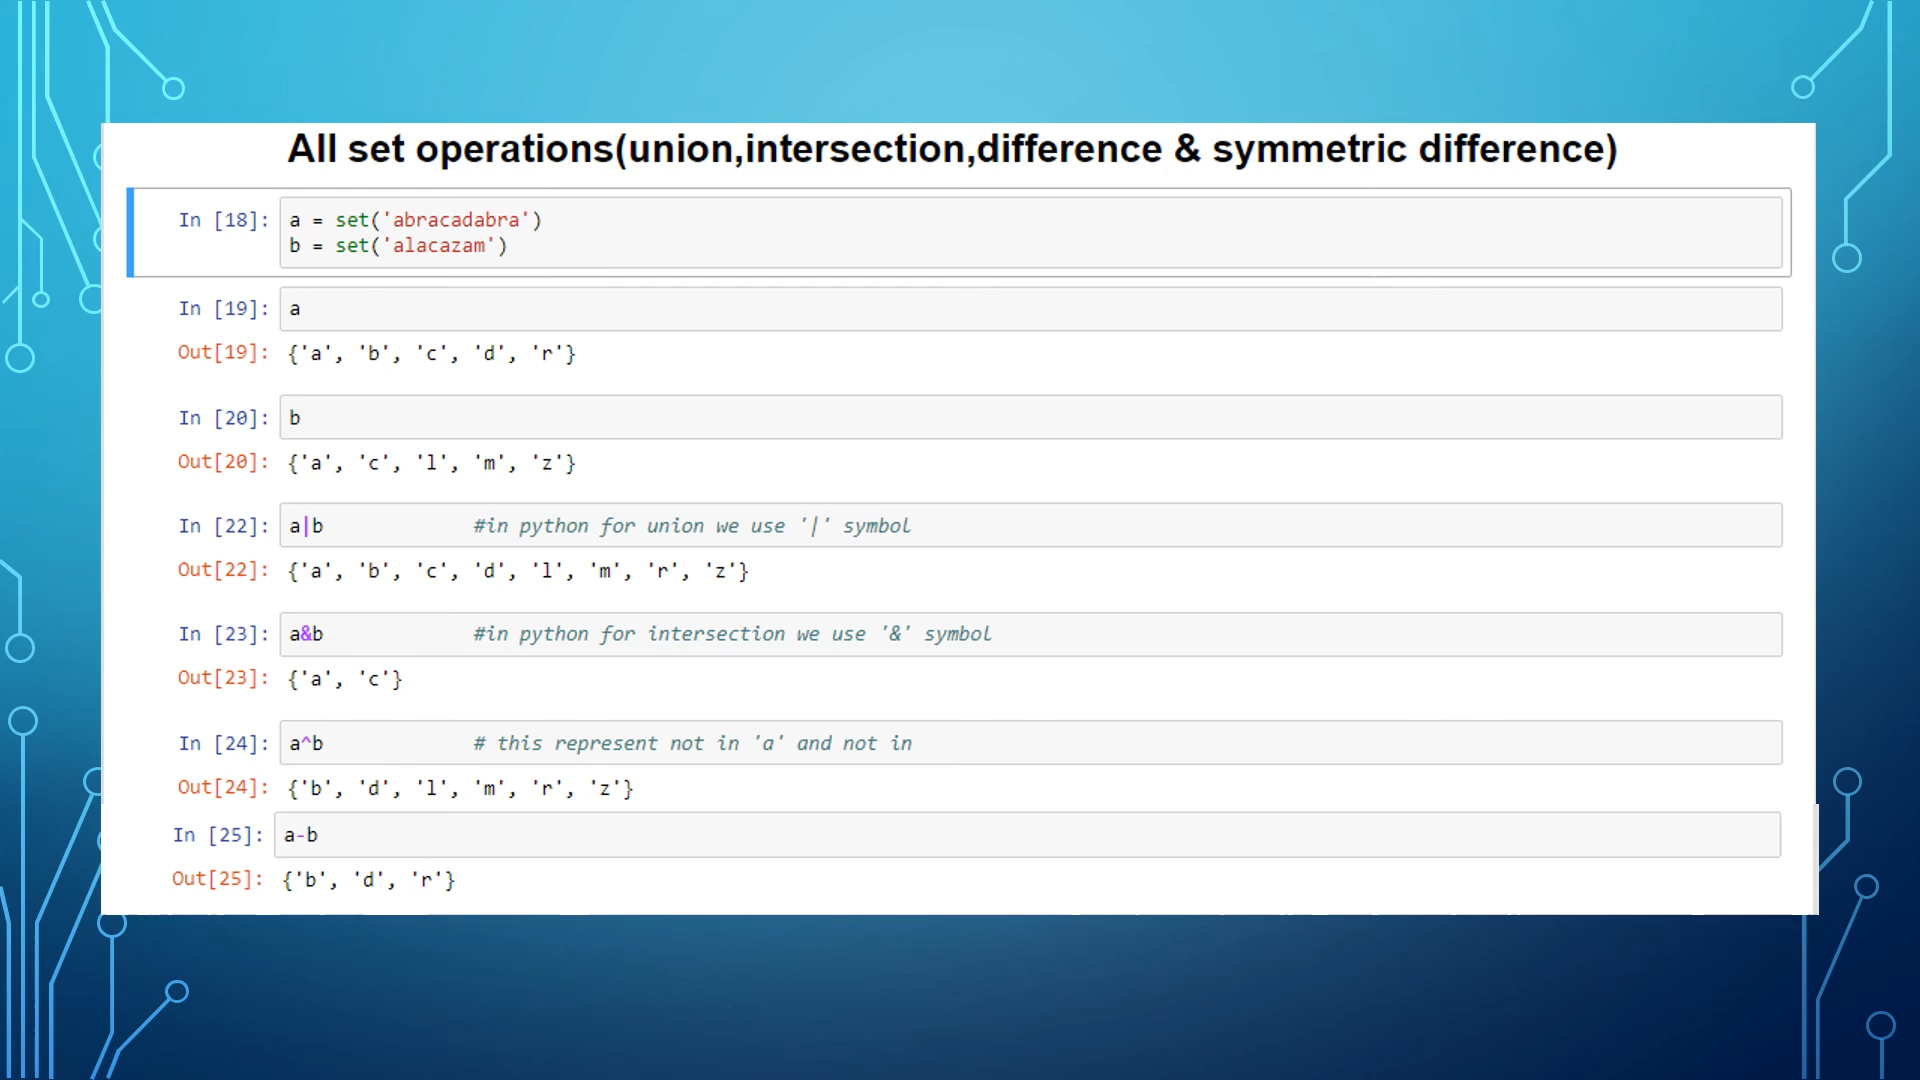 All set operations(union,intersection,difference & symmetric difference)
In [18]: a = set('abracadabra')
b = set('alacazam')
In [19]: a
Out[19]: {'a', 'b', 'c', 'd', 'r'}
In [20]: b
Out[20]: {'a', 'c', 'l', 'm', 'z'}
In [22]: a|b #in python for union we use '|' symbol
Out[22]: {'a', 'b', 'c', 'd', 'l', 'm', 'r', 'z'}
In [23]: a&b #in python for intersection we use '&' symbol
Out[23]: {'a', 'c'}
In [24]: a^b # this represent not in 'a' and not in
Out[24]: {'b', 'd', 'l', 'm', 'r', 'z'}
In [25]: a-b
Out[25]: {'b', 'd', 'r'}